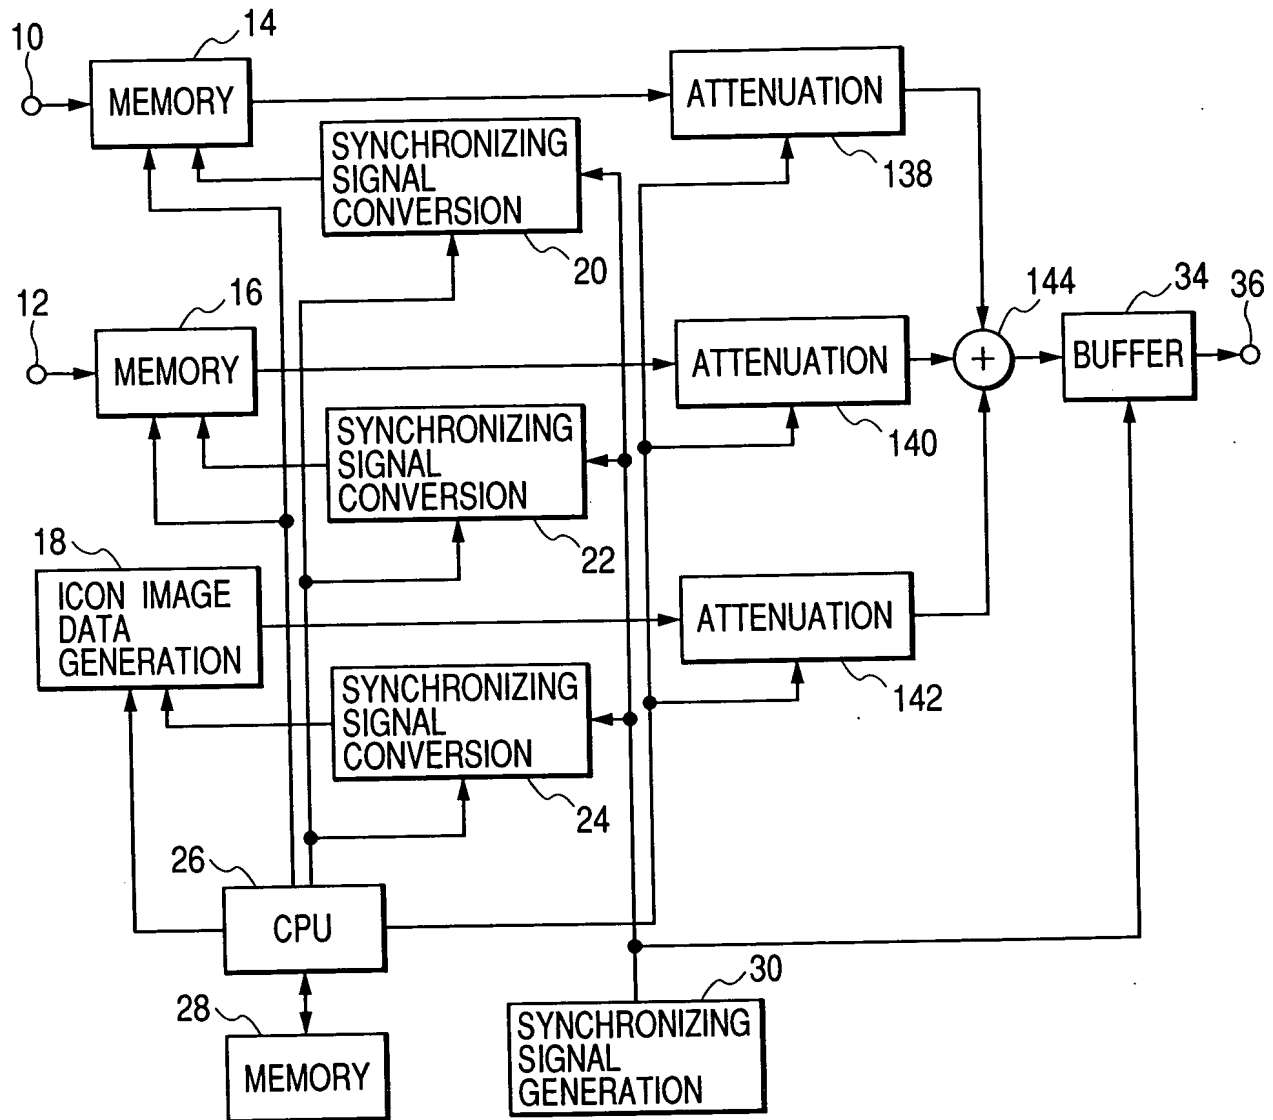 10
14
MEMORY
ATTENUATION
138
SYNCHRONIZING
SIGNAL
CONVERSION
20
12
16
MEMORY
ATTENUATION
140
144
34
BUFFER
36
SYNCHRONIZING
SIGNAL
CONVERSION
22
18
ICON IMAGE
DATA
GENERATION
ATTENUATION
142
SYNCHRONIZING
SIGNAL
CONVERSION
24
26
CPU
28
MEMORY
30
SYNCHRONIZING
SIGNAL
GENERATION